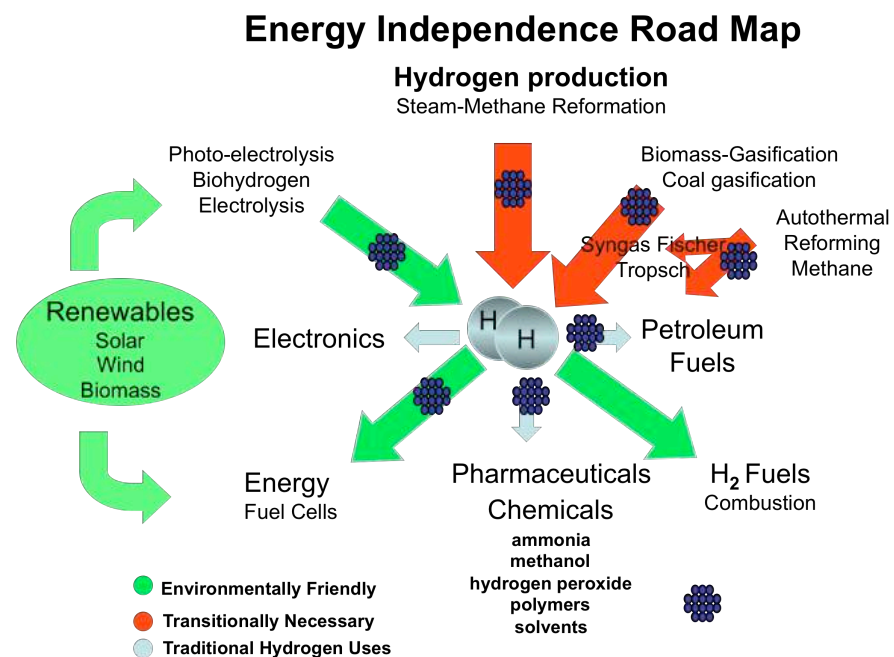 Energy Independence Road Map
Hydrogen production
Steam-Methane Reformation
Photo-electrolysis
Biohydrogen
Electrolysis
Biomass-Gasification
Coal gasification
Autothermal
Reforming
Methane
Syngas Fischer
Tropsch
Renewables
Solar
Wind
Biomass
Electronics
H
H
Petroleum
Fuels
Energy
Fuel Cells
Pharmaceuticals
Chemicals
ammonia
methanol
hydrogen peroxide
polymers
solvents
H₂ Fuels
Combustion
Environmentally Friendly
Transitionally Necessary
Traditional Hydrogen Uses